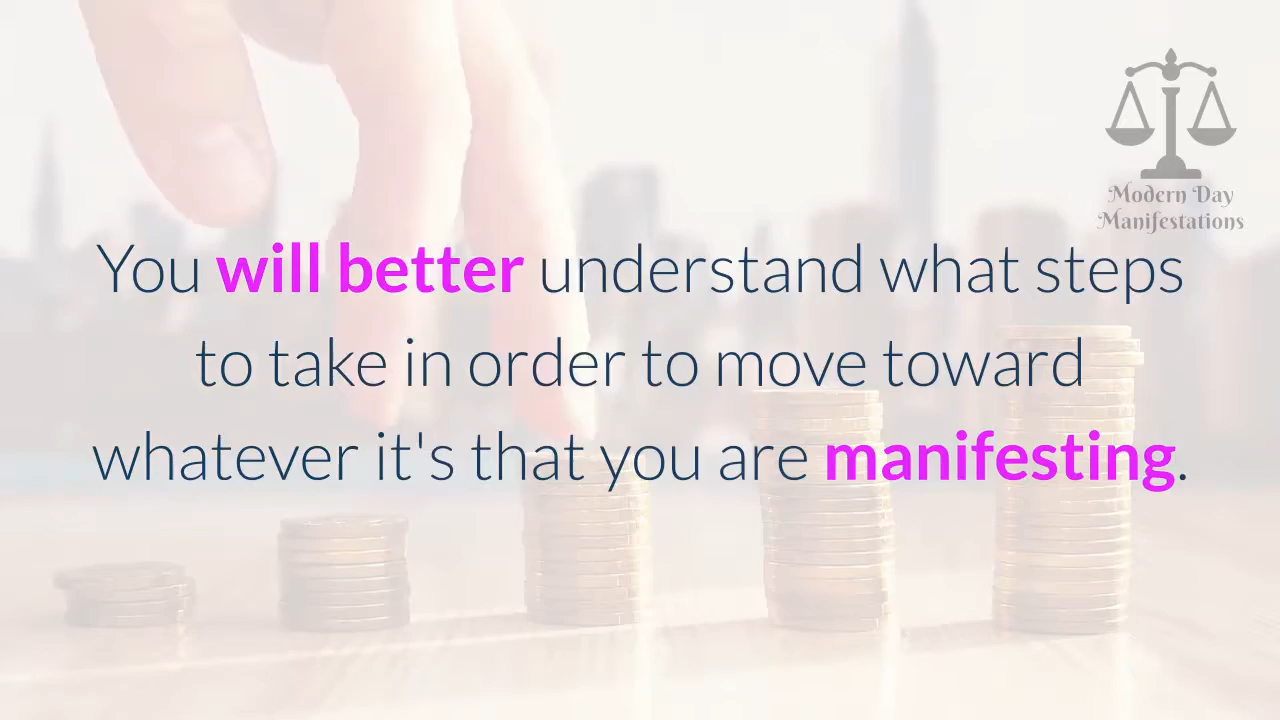 Modern Day
Manifestations
You will better understand what steps
to take in order to move toward
whatever it's that you are manifesting.